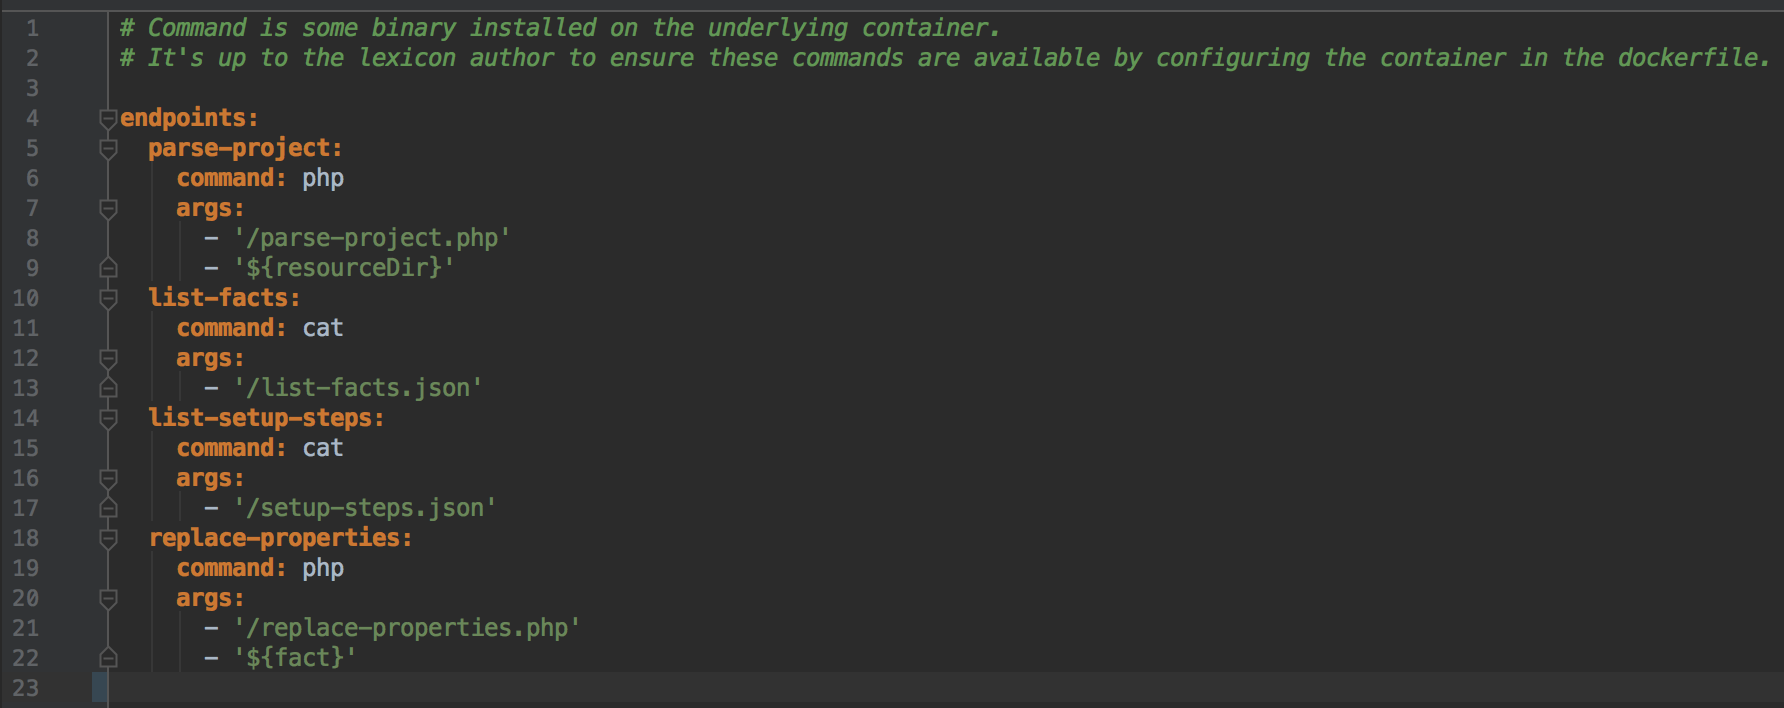 1 # Command is some binary installed on the underlying container.
2 # It's up to the lexicon author to ensure these commands are available by configuring the container in the dockerfile.
3
4 endpoints:
5   parse-project:
6     command: php
7     args:
8       - '/parse-project.php'
9       - '${resourceDir}'
10   list-facts:
11     command: cat
12     args:
13       - '/list-facts.json'
14   list-setup-steps:
15     command: cat
16     args:
17       - '/setup-steps.json'
18   replace-properties:
19     command: php
20     args:
21       - '/replace-properties.php'
22       - '${fact}'
23